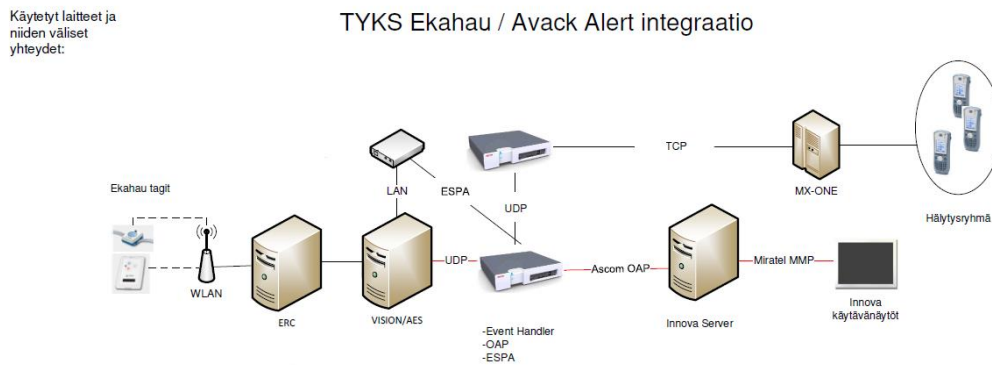 Käytetyt laitteet ja
niiden väliset
yhteydet:
TYKS Ekahau / Avack Alert integraatio
TCP
MX-ONE
Hälytysryhmä
LAN
ESPA
UDP
Ekahau tagit
WLAN
ERC
VISION/AES
UDP
-Event Handler
-OAP
-ESPA
Ascom OAP
Innova Server
Miratel MMP
Innova
käytävänäytöt